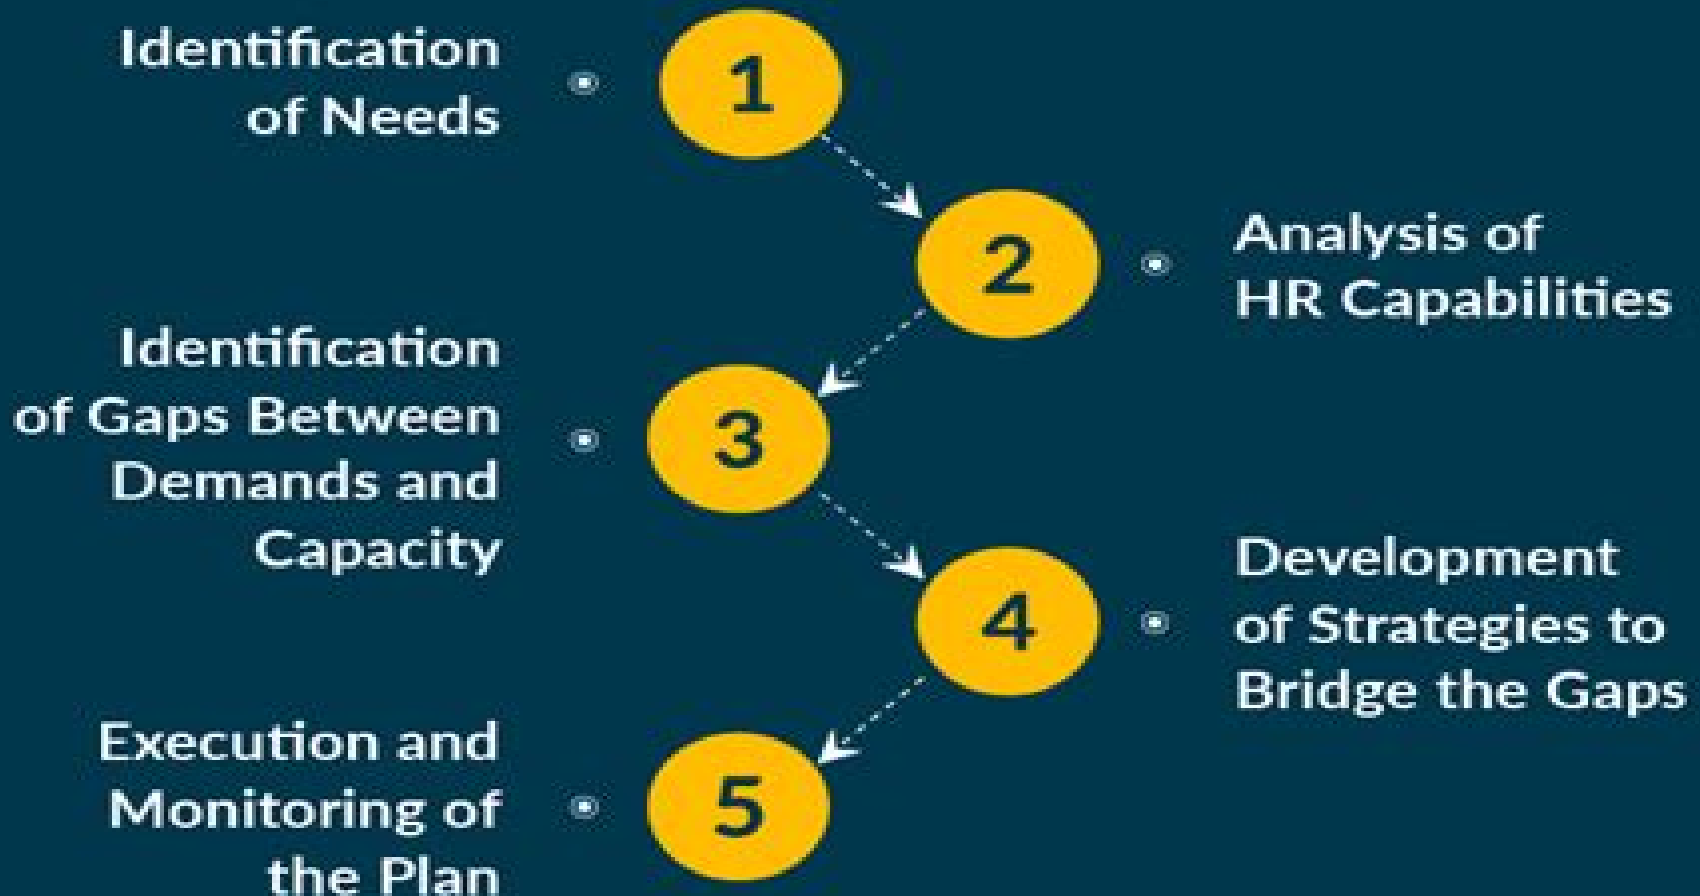 Identification
of Needs
1
2
Analysis of
HR Capabilities
Identification
of Gaps Between
Demands and
Capacity
3
4
Development
of Strategies to
Bridge the Gaps
Execution and
Monitoring of
the Plan
5